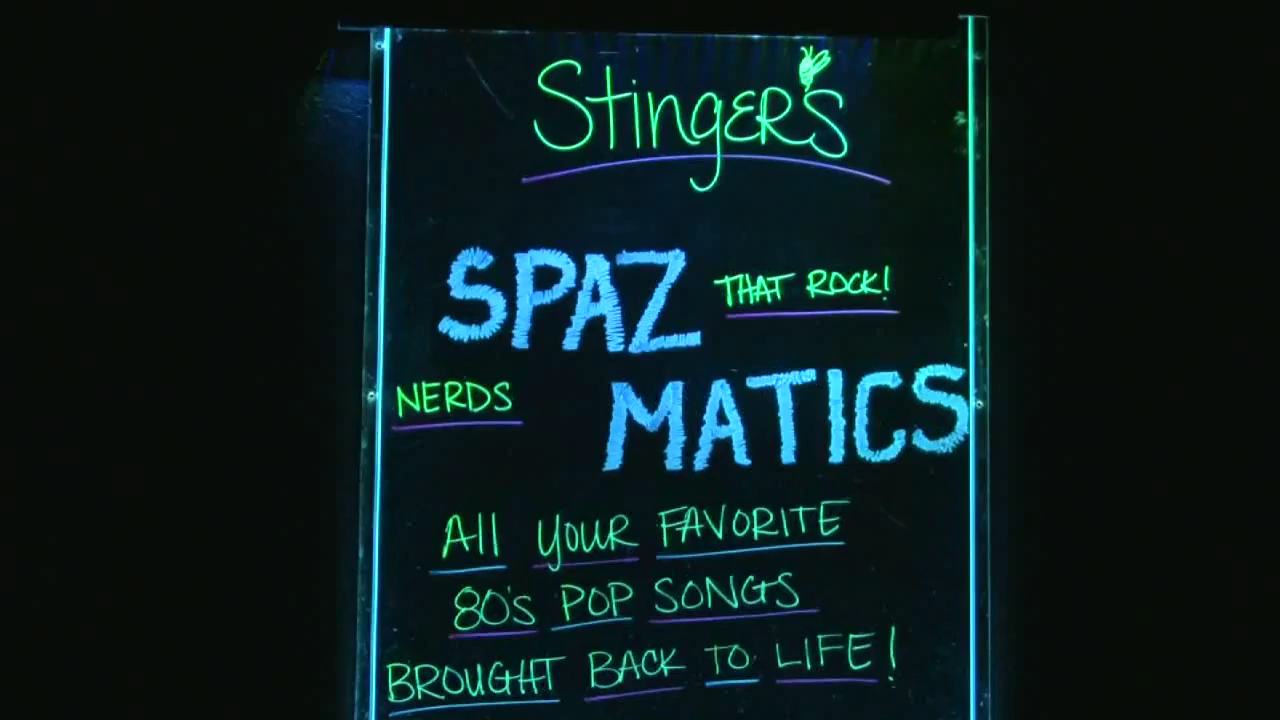 StingER'S
SPAZ THAT ROCK!
NERDS MATICS
All YOUR FAVORITE
80's POP SONGS
BROUGHT BACK TO LIFE!